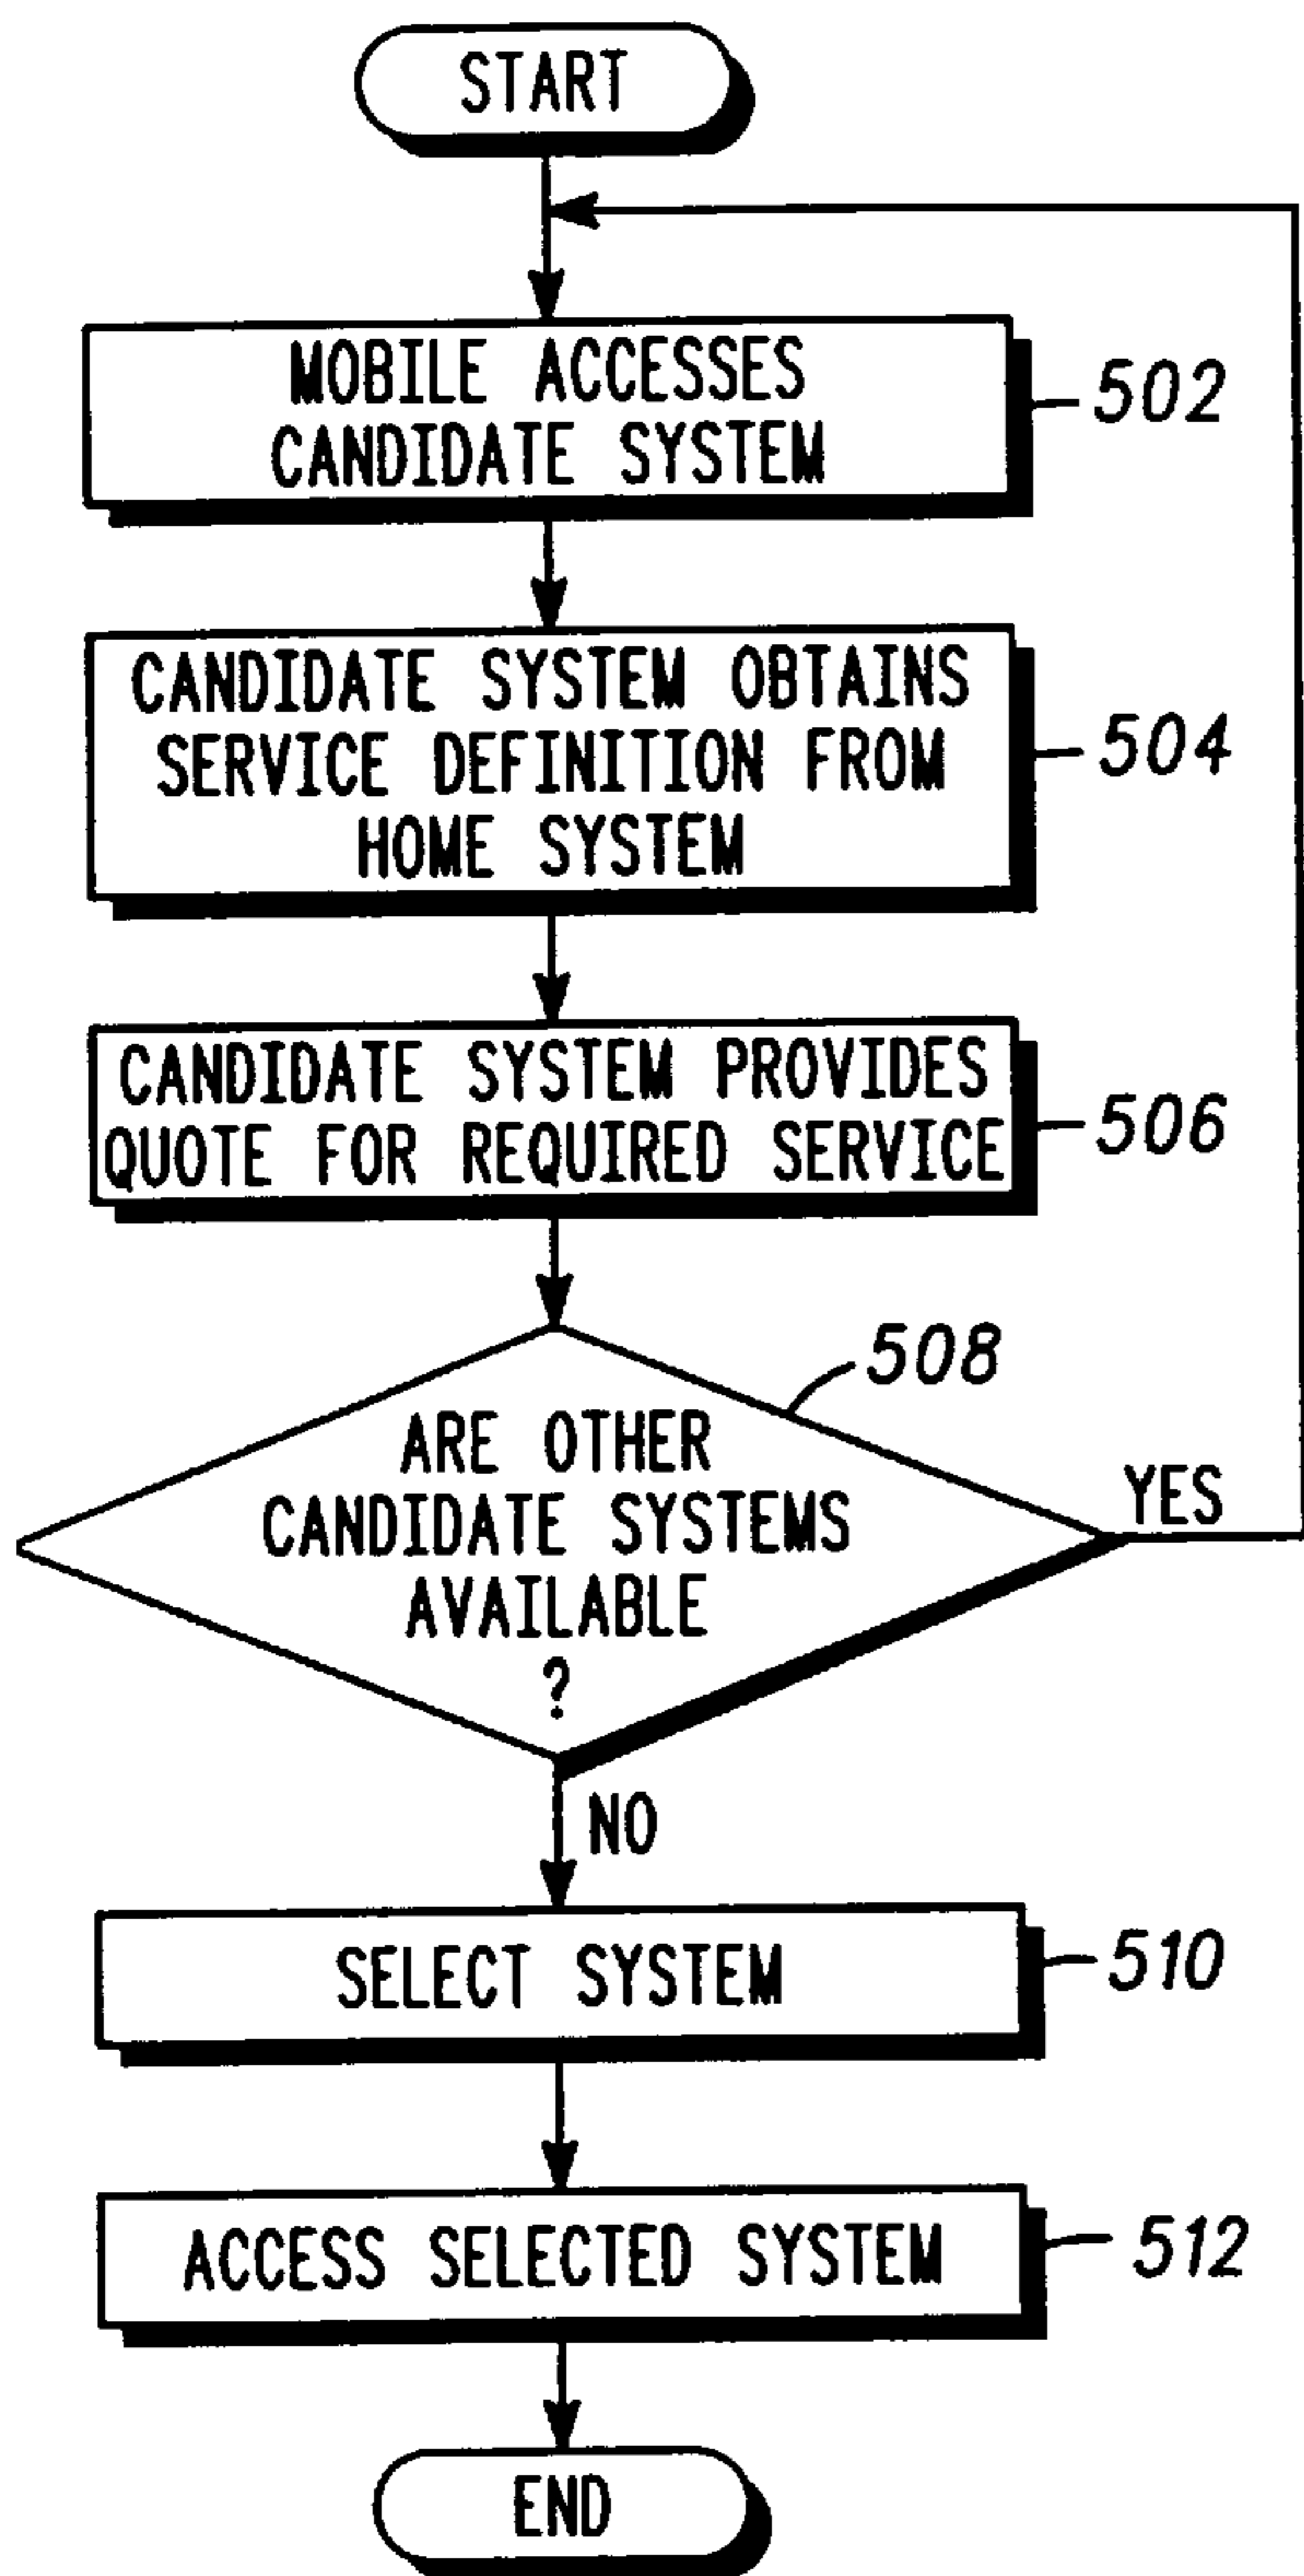 START
MOBILE ACCESSES
CANDIDATE SYSTEM
502
CANDIDATE SYSTEM OBTAINS
SERVICE DEFINITION FROM
HOME SYSTEM
504
CANDIDATE SYSTEM PROVIDES
QUOTE FOR REQUIRED SERVICE
506
508
ARE OTHER
CANDIDATE SYSTEMS
AVAILABLE
?
YES
NO
SELECT SYSTEM
510
ACCESS SELECTED SYSTEM
512
END